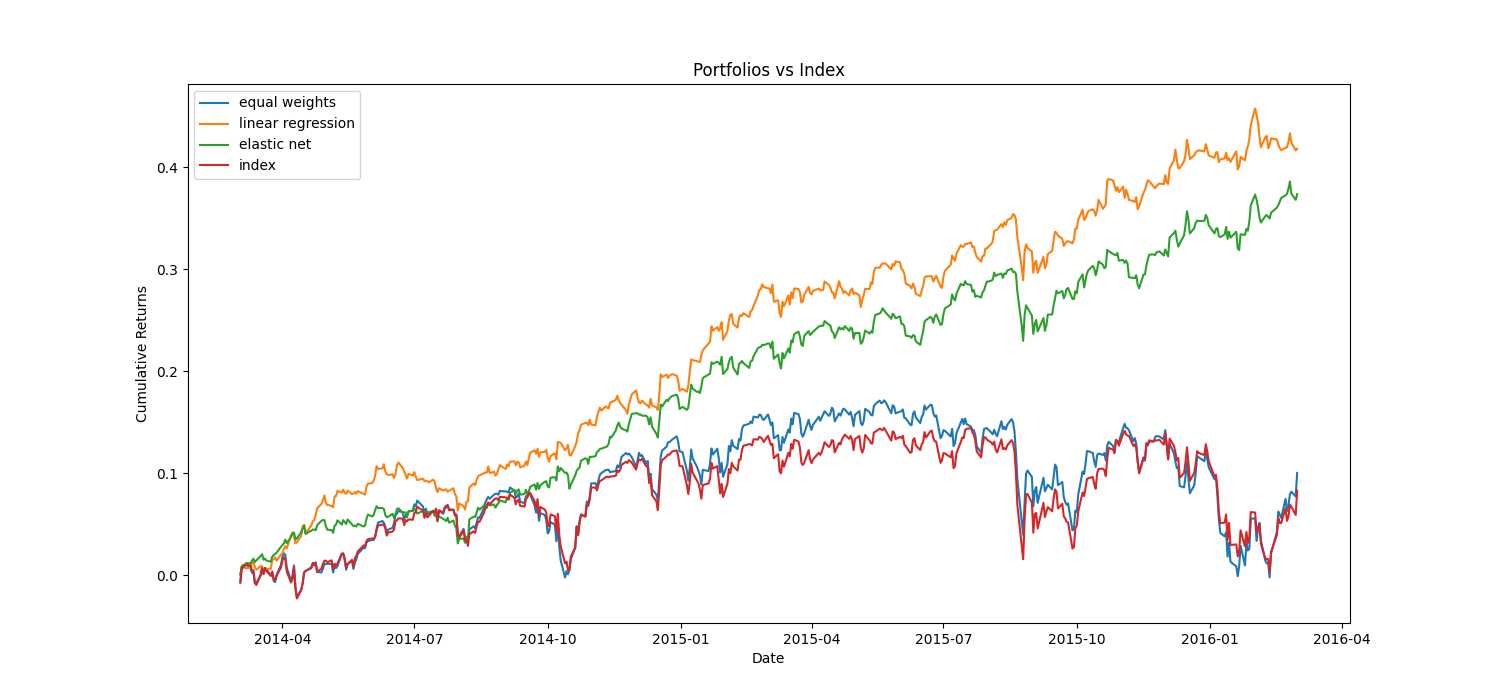 Portfolios vs Index
equal weights
linear regression
elastic net
index
Cumulative Returns
0.4
0.3
0.2
0.1
0.0
2014-04 2014-07 2014-10 2015-01 2015-04 2015-07 2015-10 2016-01 2016-04
Date